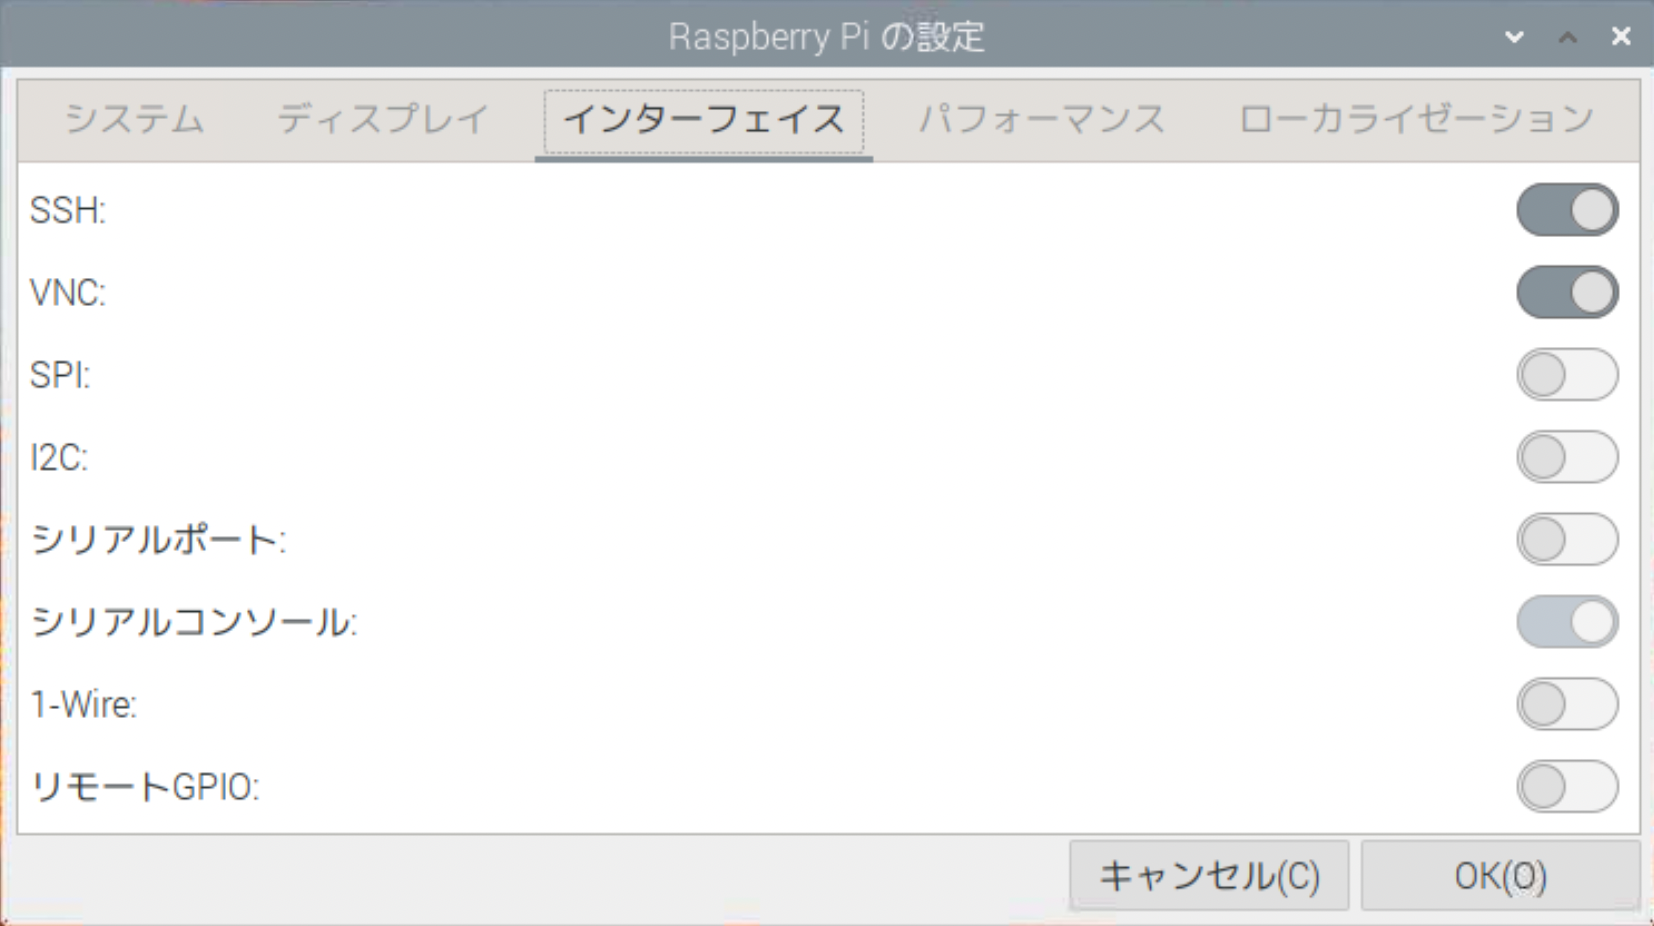 Raspberry Pi の設定
システム ディスプレイ インターフェイス パフォーマンス ローカライゼーション
SSH:
VNC:
SPI:
I2C:
シリアルポート:
シリアルコンソール:
1-Wire:
リモートGPIO:
キャンセル(C) OK(O)